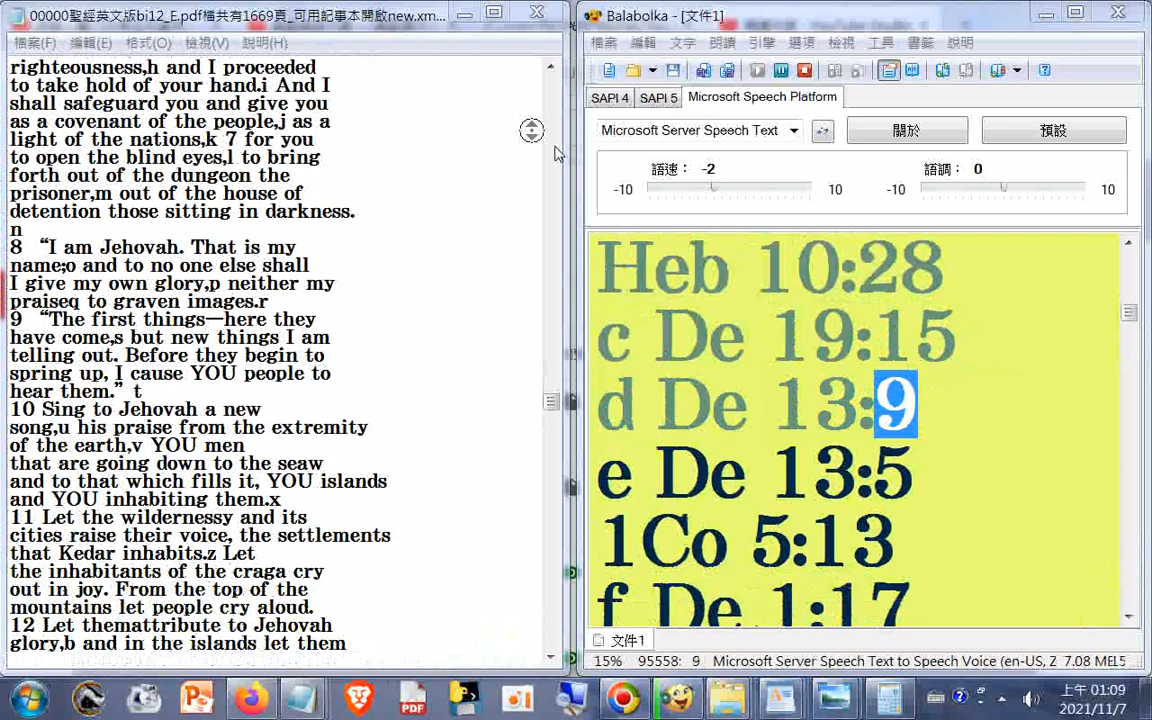 00000聖經英文版bi12_E.pdf檔共有1669頁_可用記事本開啟new.xm...
檔案(F) 編輯(E) 格式(O) 檢視(V) 說明(H)
righteousness,h and I proceeded
to take hold of your hand.i And I
shall safeguard you and give you
as a covenant of the people,j as a
light of the nations,k 7 for you
to open the blind eyes,l to bring
forth out of the dungeon the
prisoner,m out of the house of
detention those sitting in darkness.
n
8 “I am Jehovah. That is my
name;o and to no one else shall
I give my own glory,p neither my
praiseq to graven images.r
9 “The first things—here they
have come,s but new things I am
telling out. Before they begin to
spring up, I cause YOU people to
hear them.” t
10 Sing to Jehovah a new
song,u his praise from the extremity
of the earth,v YOU men
that are going down to the seaw
and to that which fills it, YOU islands
and YOU inhabiting them.x
11 Let the wildernessy and its
cities raise their voice, the settlements
that Kedar inhabits.z Let
the inhabitants of the craga cry
out in joy. From the top of the
mountains let people cry aloud.
12 Let themattribute to Jehovah
glory,b and in the islands let them
Balabolka - [文件1]
檔案 編輯 文字 朗讀 引擎 選項 檢視 工具 書籤 說明
SAPI 4 SAPI 5 Microsoft Speech Platform
Microsoft Server Speech Text 關於 預設
語速: -2 語調: 0
-10 10 -10 10
Heb 10:28
c De 19:15
d De 13:9
e De 13:5
1Co 5:13
f De 1:17
文件1
15% 95558: 9 Microsoft Server Speech Text to Speech Voice (en-US, Z 7.08 МЕ
PDF
上午 01:09
2021/11/7